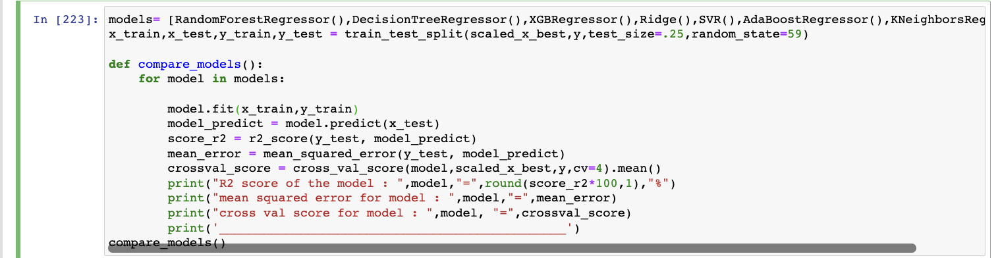 In [223]: models= [RandomForestRegressor(),DecisionTreeRegressor(),XGBRegressor(),Ridge(),SVR(),AdaBoostRegressor(),KNeighborsReg
x_train,x_test,y_train,y_test = train_test_split(scaled_x_best,y,test_size=.25,random_state=59)
def compare_models():
    for model in models:
        model.fit(x_train,y_train)
        model_predict = model.predict(x_test)
        score_r2 = r2_score(y_test, model_predict)
        mean_error = mean_squared_error(y_test, model_predict)
        crossval_score = cross_val_score(model,scaled_x_best,y,cv=4).mean()
        print("R2 score of the model : ",model,"=",round(score_r2*100,1),"%")
        print("mean squared error for model : ",model,"=",mean_error)
        print("cross val score for model : ",model, "=",crossval_score)
        print('_______________________________________________')
compare_models()